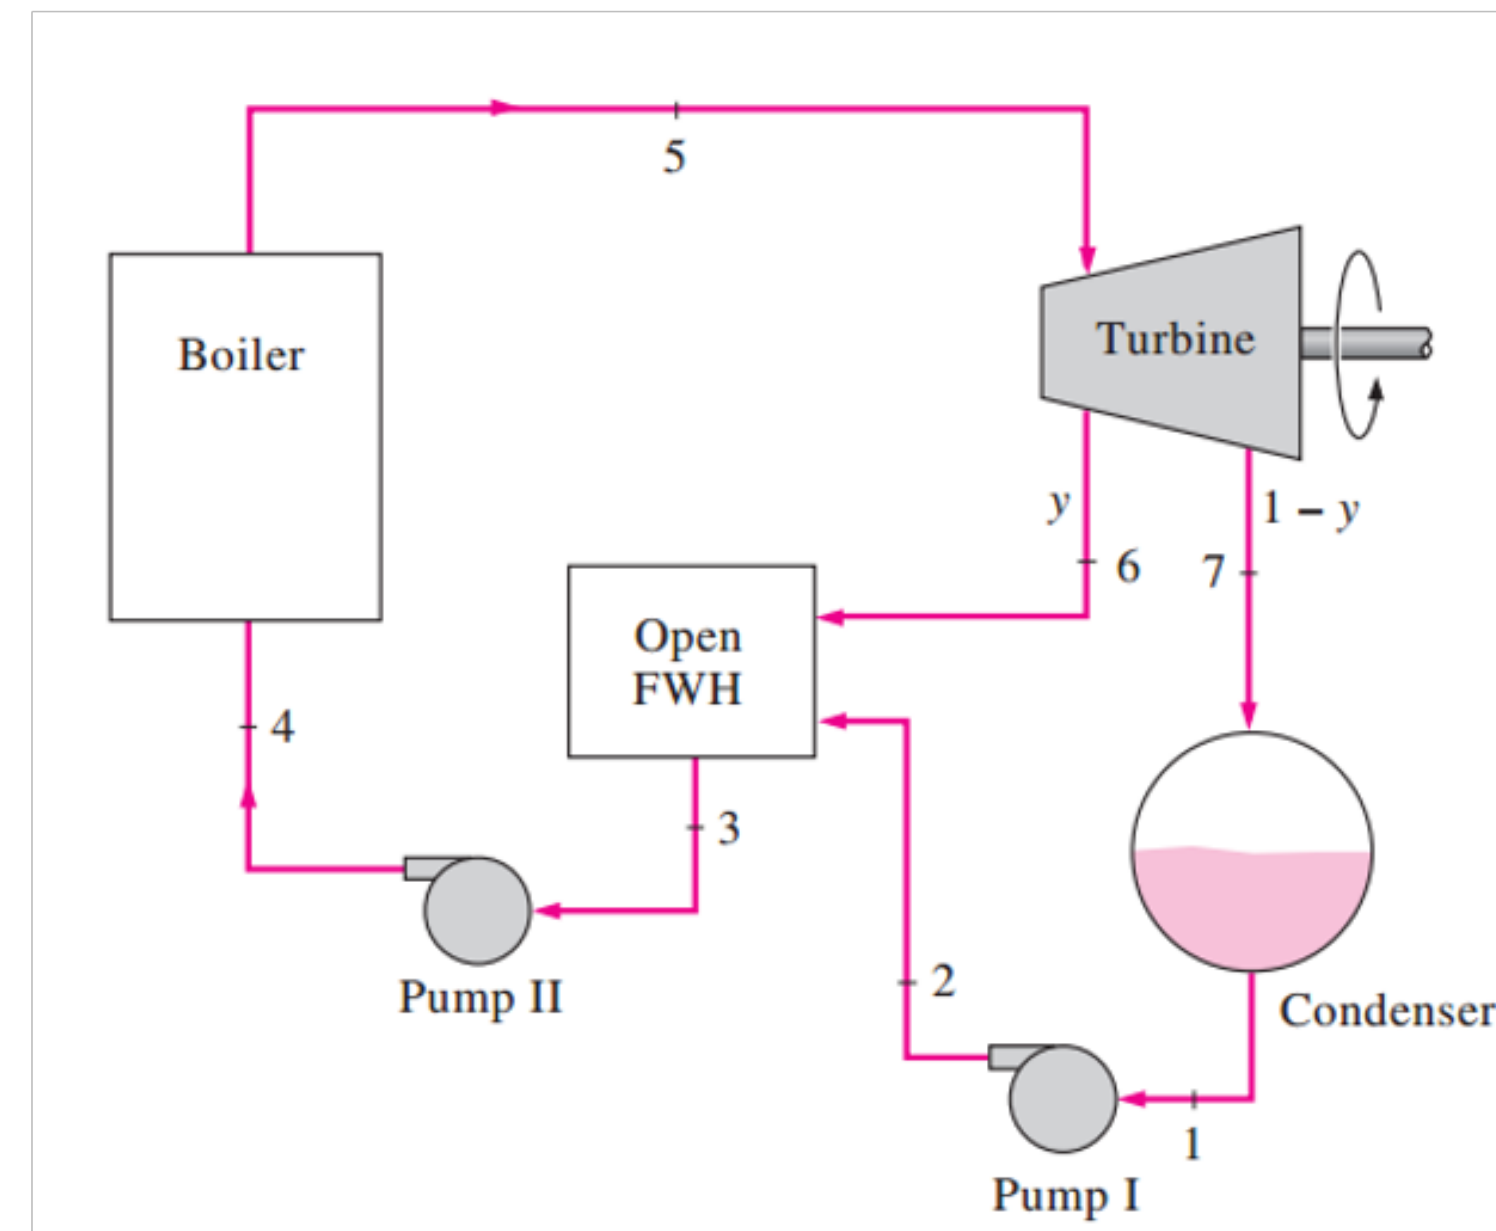 5
Boiler
Turbine
y
1 – y
6
7
Open
FWH
4
3
2
Pump II
Condenser
1
Pump I